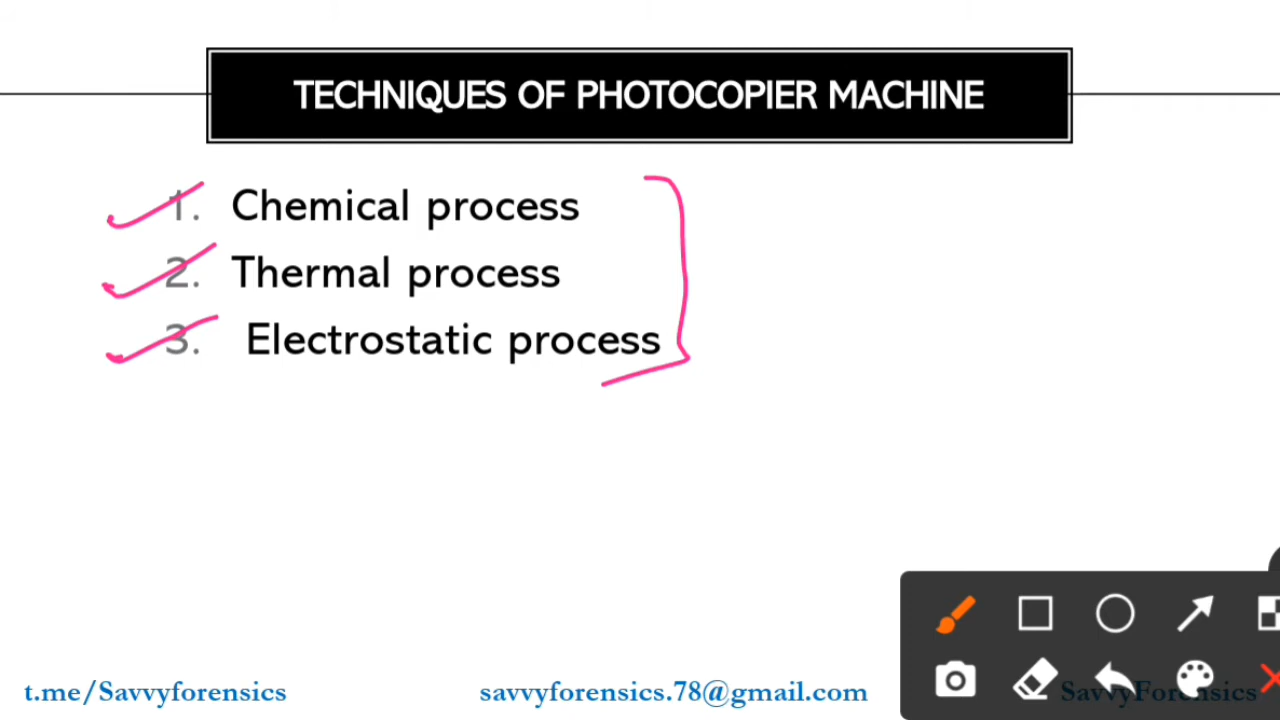 TECHNIQUES OF PHOTOCOPIER MACHINE
1. Chemical process
2. Thermal process
3. Electrostatic process
t.me/Savvyforensics savvyforensics.78@gmail.com SavvyForensics